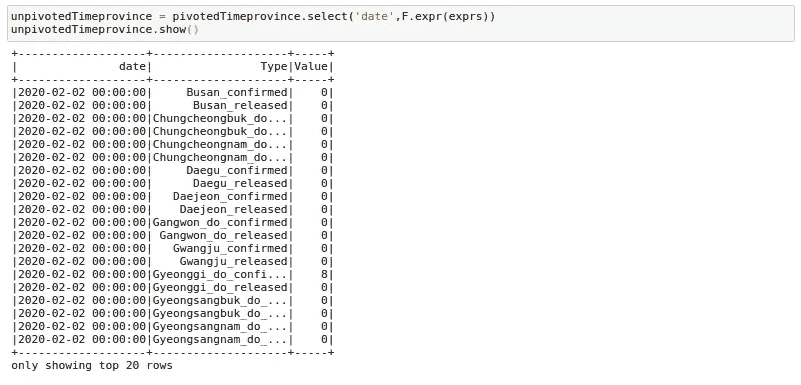 unpivotedTimeprovince = pivotedTimeprovince.select('date',F.expr(exprs))
unpivotedTimeprovince.show()
+-------------------+--------------------+-----+
|               date|                Type|Value|
+-------------------+--------------------+-----+
|2020-02-02 00:00:00|     Busan_confirmed|    0|
|2020-02-02 00:00:00|      Busan_released|    0|
|2020-02-02 00:00:00|Chungcheongbuk_do...|    0|
|2020-02-02 00:00:00|Chungcheongbuk_do...|    0|
|2020-02-02 00:00:00|Chungcheongnam_do...|    0|
|2020-02-02 00:00:00|Chungcheongnam_do...|    0|
|2020-02-02 00:00:00|     Daegu_confirmed|    0|
|2020-02-02 00:00:00|      Daegu_released|    0|
|2020-02-02 00:00:00|   Daejeon_confirmed|    0|
|2020-02-02 00:00:00|    Daejeon_released|    0|
|2020-02-02 00:00:00|Gangwon_do_confirmed|    0|
|2020-02-02 00:00:00| Gangwon_do_released|    0|
|2020-02-02 00:00:00|   Gwangju_confirmed|    0|
|2020-02-02 00:00:00|    Gwangju_released|    0|
|2020-02-02 00:00:00|Gyeonggi_do_confi...|    8|
|2020-02-02 00:00:00|Gyeonggi_do_released|    0|
|2020-02-02 00:00:00|Gyeongsangbuk_do_...|    0|
|2020-02-02 00:00:00|Gyeongsangbuk_do_...|    0|
|2020-02-02 00:00:00|Gyeongsangnam_do_...|    0|
|2020-02-02 00:00:00|Gyeongsangnam_do_...|    0|
+-------------------+--------------------+-----+
only showing top 20 rows